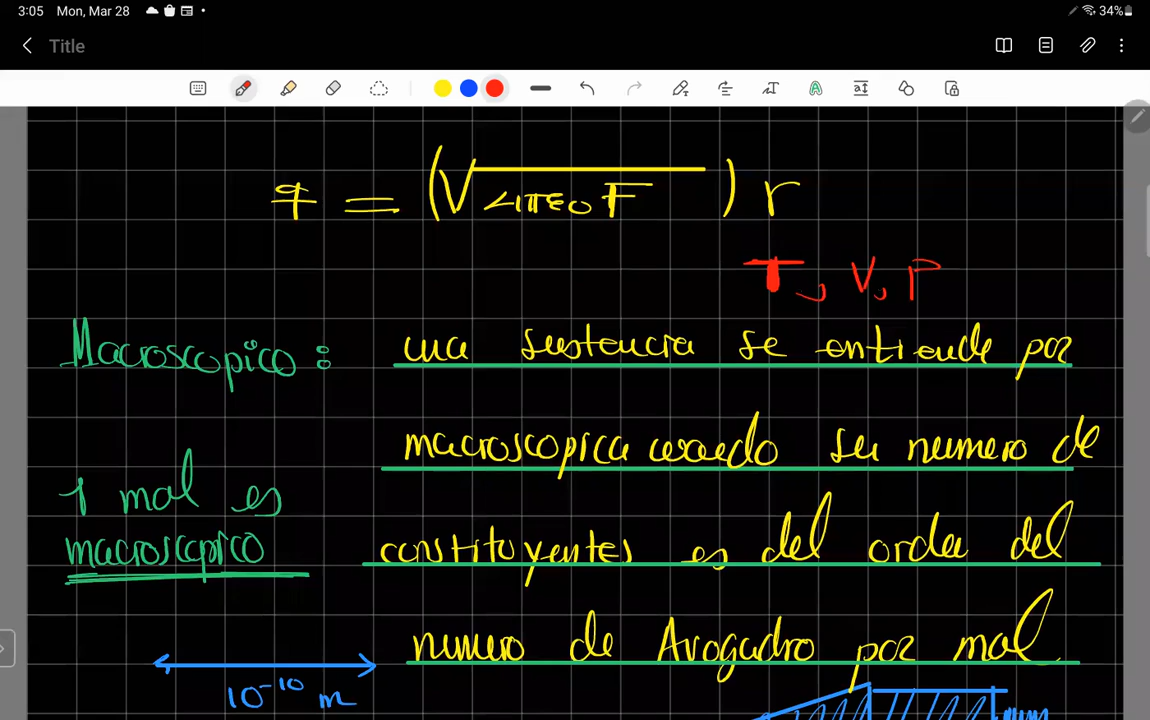 3:05 Mon, Mar 28 34%
Title
q = (√4πε₀F) r
T, V, P
Macroscopico: una sustencia se entiende por
macroscopica cuando su numero de
1 mol es
macroscopico
constituyentes es del orden del
numero de Avogadro por mol.
10⁻¹⁰ m